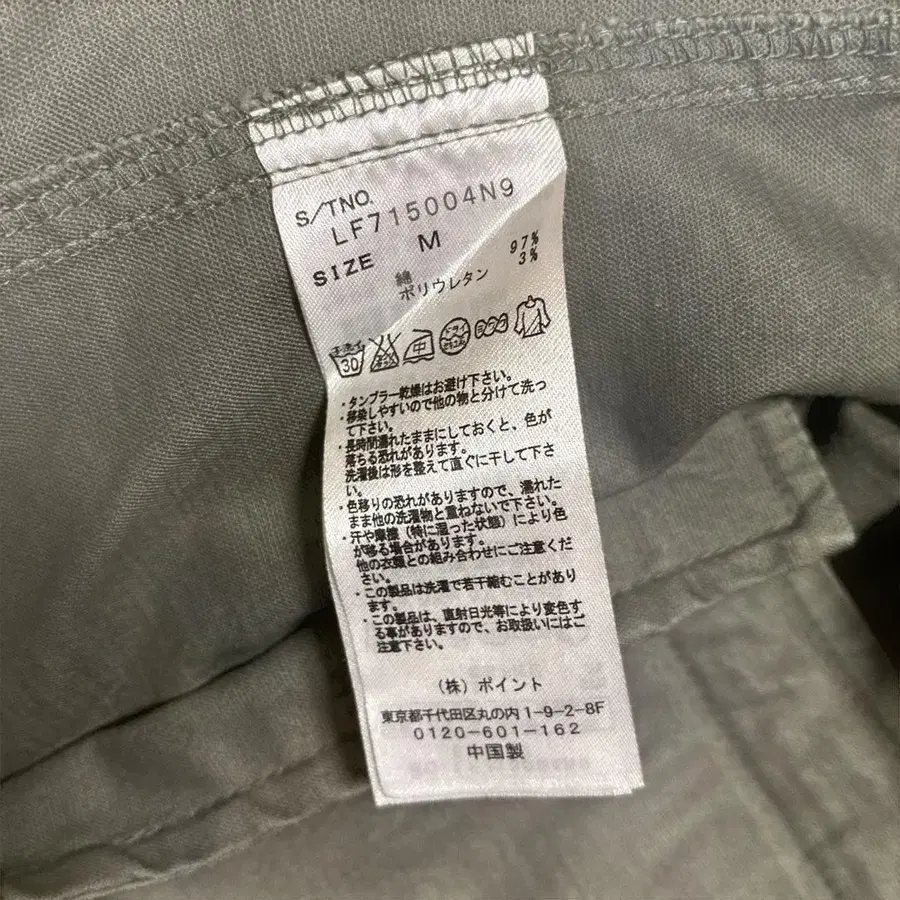 S/TNO.
LF715004N9
SIZE M
綿 97%
ポリウレタン 3%
手洗イ
30
中
ドライ
・タンブラー乾燥はお避け下さい。
・移染しやすいので他の物と分けて洗っ
て下さい。
・長時間濡れたままにしておくと、色が
落ちる恐れがあります。
洗濯後は形を整えて直ぐに干して下さ
い。
・色移りの恐れがありますので、濡れた
まま他の洗濯物と重ねないで下さい。
・汗や摩擦（特に湿った状態）により色
が移る場合があります。
他の衣類との組み合わせにご注意くだ
さい。
・この製品は洗濯で若干縮むことがあり
ます。
・この製品は、直射日光等により変色す
る事がありますので、お取扱いにはご
注意下さい。
（株）ポイント
東京都千代田区丸の内1-9-2-8F
0120-601-162
中国製